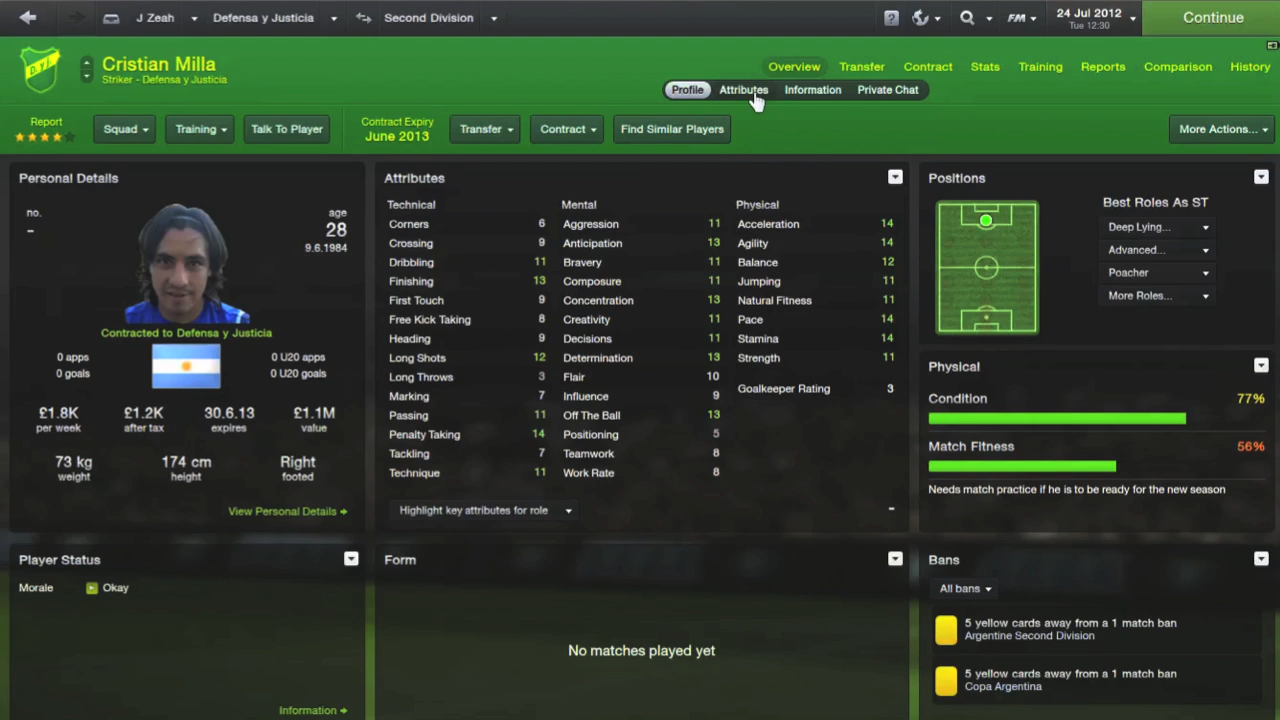 J Zeah
Defensa y Justicia
Second Division
?
FM
24 Jul 2012
Tue 12:30
Continue
D y J
Cristian Milla
Striker - Defensa y Justicia
Overview Transfer Contract Stats Training Reports Comparison History
Profile Attributes Information Private Chat
Report
Squad
Training
Talk To Player
Contract Expiry
June 2013
Transfer
Contract
Find Similar Players
More Actions...
Personal Details
no.
-
age
28
9.6.1984
Contracted to Defensa y Justicia
0 apps
0 goals
0 U20 apps
0 U20 goals
£1.8K
per week
£1.2K
after tax
30.6.13
expires
£1.1M
value
73 kg
weight
174 cm
height
Right
footed
View Personal Details
Attributes
Technical
Corners 6
Crossing 9
Dribbling 11
Finishing 13
First Touch 9
Free Kick Taking 8
Heading 9
Long Shots 12
Long Throws 3
Marking 7
Passing 11
Penalty Taking 14
Tackling 7
Technique 11
Mental
Aggression 11
Anticipation 13
Bravery 11
Composure 11
Concentration 13
Creativity 11
Decisions 11
Determination 13
Flair 10
Influence 9
Off The Ball 13
Positioning 5
Teamwork 8
Work Rate 8
Physical
Acceleration 14
Agility 14
Balance 12
Jumping 11
Natural Fitness 11
Pace 14
Stamina 14
Strength 11
Goalkeeper Rating 3
Highlight key attributes for role
-
Positions
Best Roles As ST
Deep Lying...
Advanced...
Poacher
More Roles...
Physical
Condition 77%
Match Fitness 56%
Needs match practice if he is to be ready for the new season
Player Status
Morale Okay
Information
Form
No matches played yet
Bans
All bans
5 yellow cards away from a 1 match ban
Argentine Second Division
5 yellow cards away from a 1 match ban
Copa Argentina